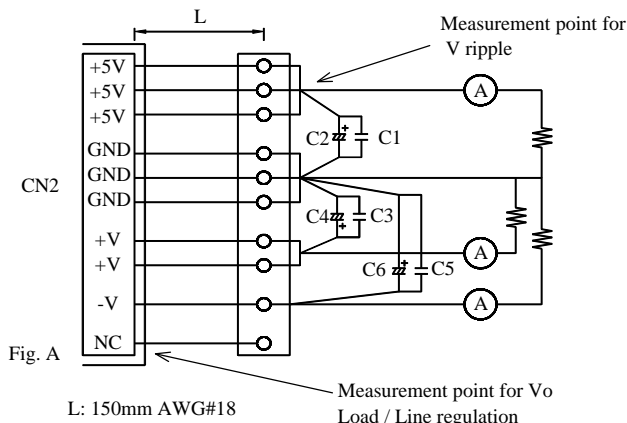 L
Measurement point for
V ripple
+5V
+5V
A
+5V
C2
+
C1
GND
CN2
GND
GND
C4
+
C3
+V
+V
A
C6
+
C5
-V
A
NC
Fig. A
L: 150mm AWG#18
Measurement point for Vo
Load / Line regulation